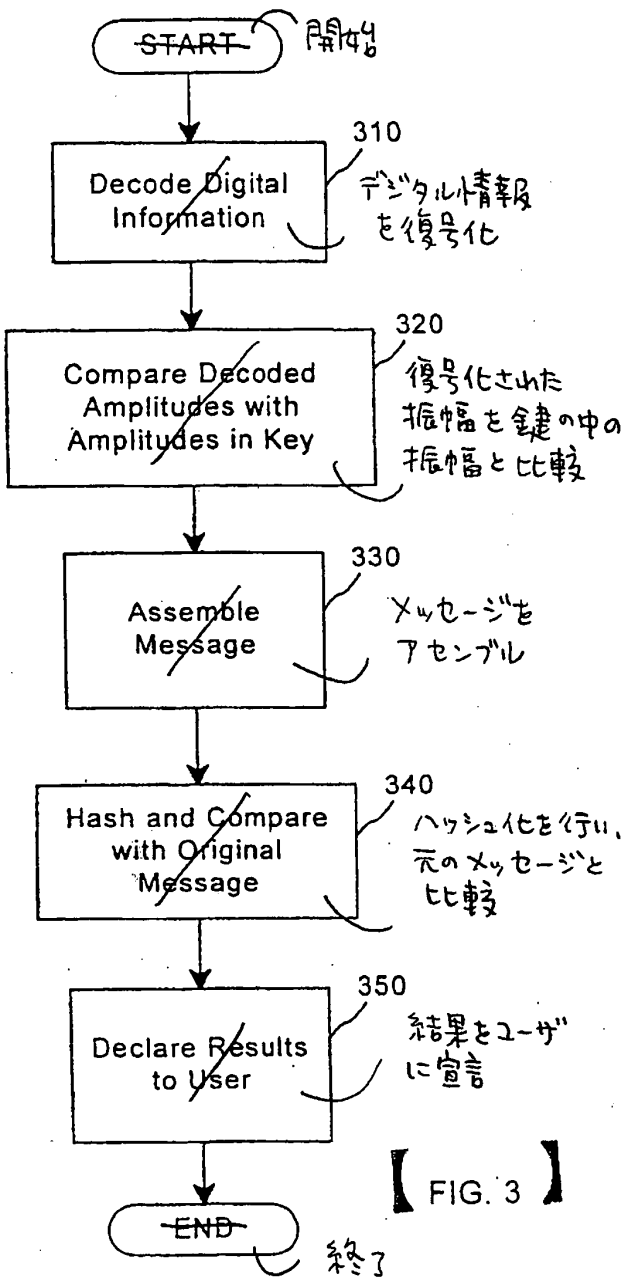 START
開始
310
Decode Digital
Information
デジタル情報
を復号化
320
Compare Decoded
Amplitudes with
Amplitudes in Key
復号化された
振幅を鍵の中の
振幅と比較
330
Assemble
Message
メッセージを
アセンブル
340
Hash and Compare
with Original
Message
ハッシュ化を行い、
元のメッセージと
比較
350
Declare Results
to User
結果をユーザ
に宣言
END
終了
【 FIG. 3 】